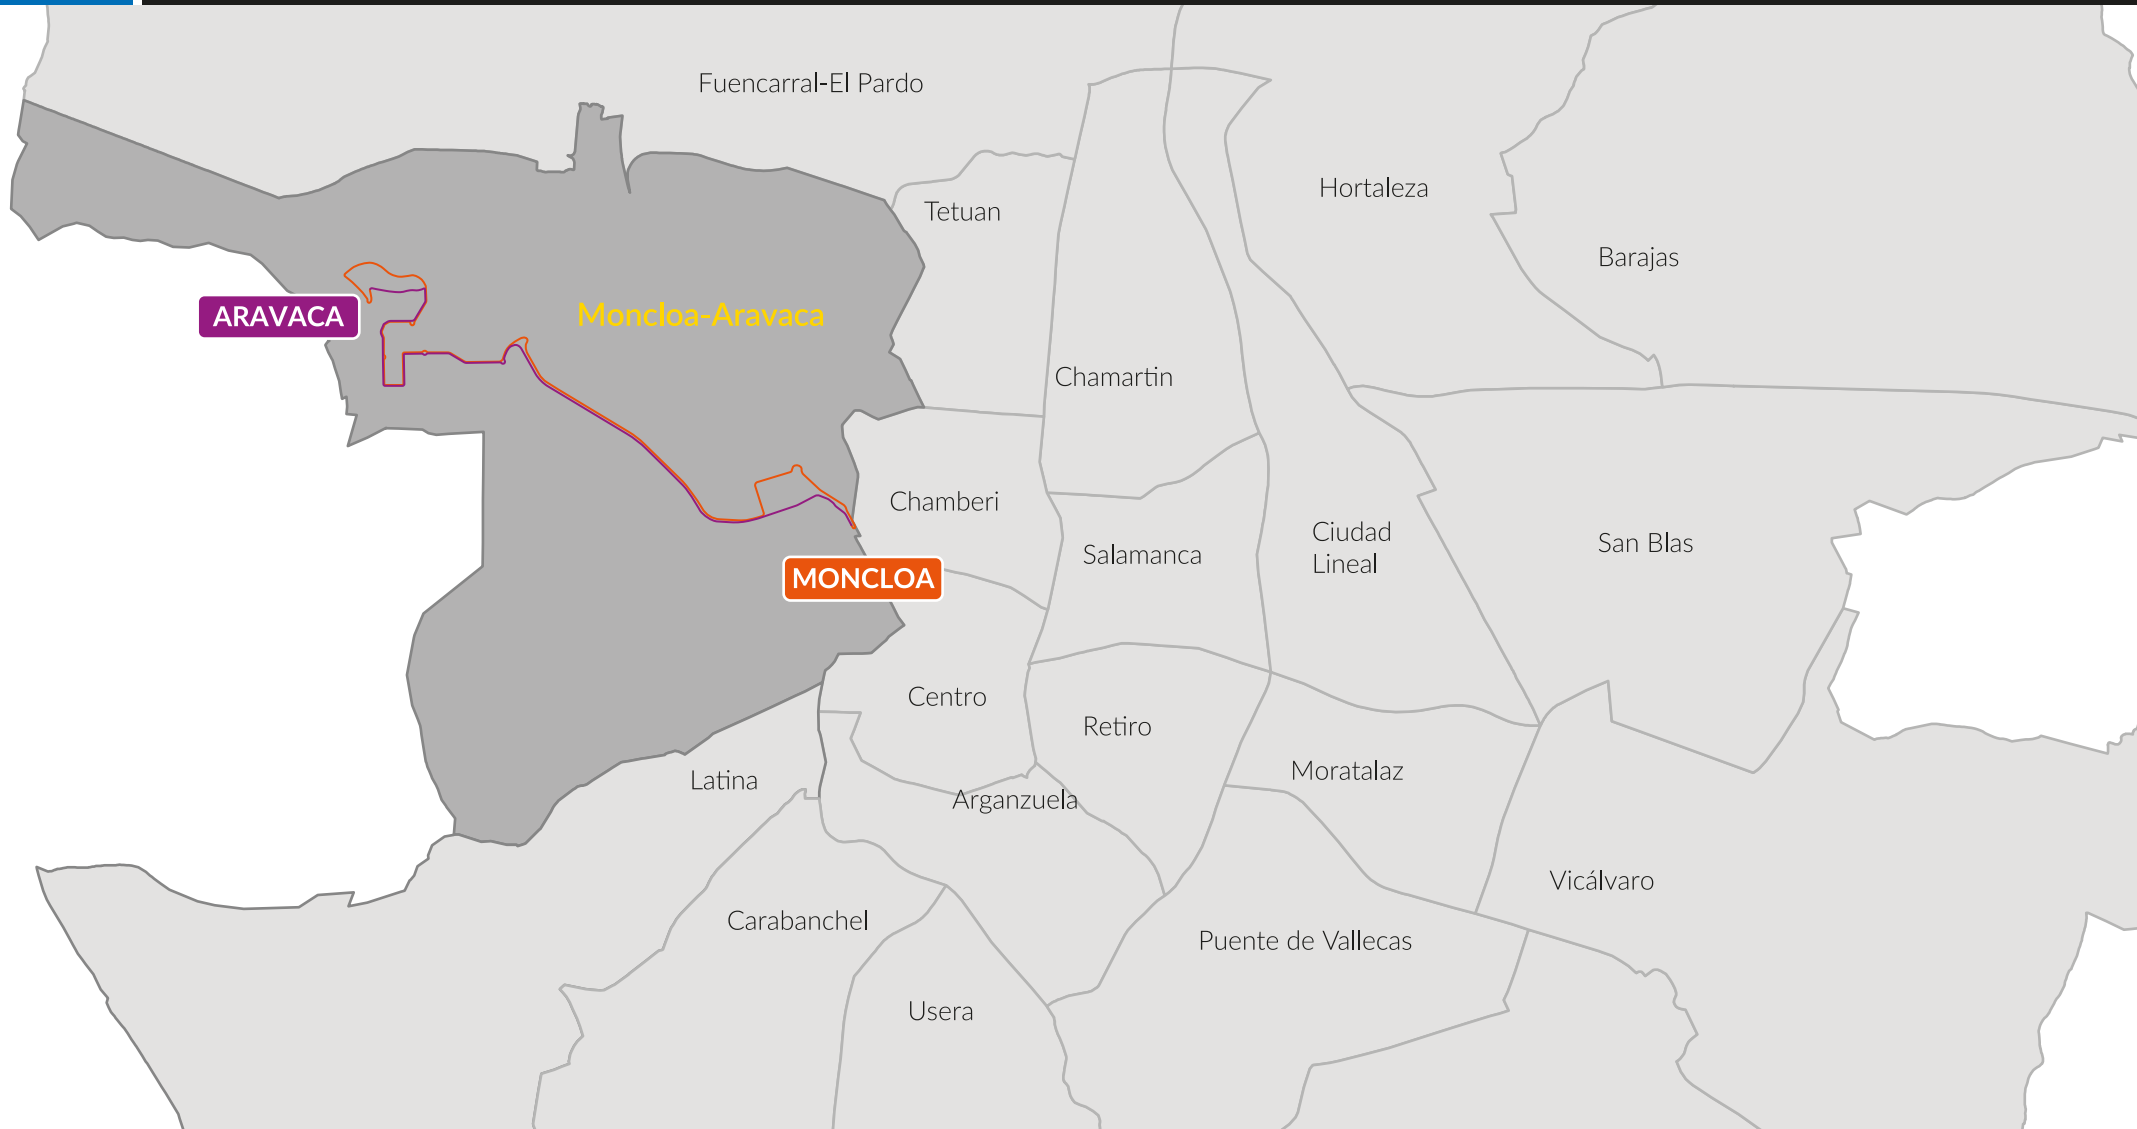 Fuencarral-El Pardo
Hortaleza
Tetuan
Barajas
ARAVACA
Moncloa-Aravaca
Chamartin
Chamberi
Ciudad
Lineal
San Blas
Salamanca
MONCLOA
Centro
Retiro
Moratalaz
Latina
Arganzuela
Vicálvaro
Carabanchel
Puente de Vallecas
Usera